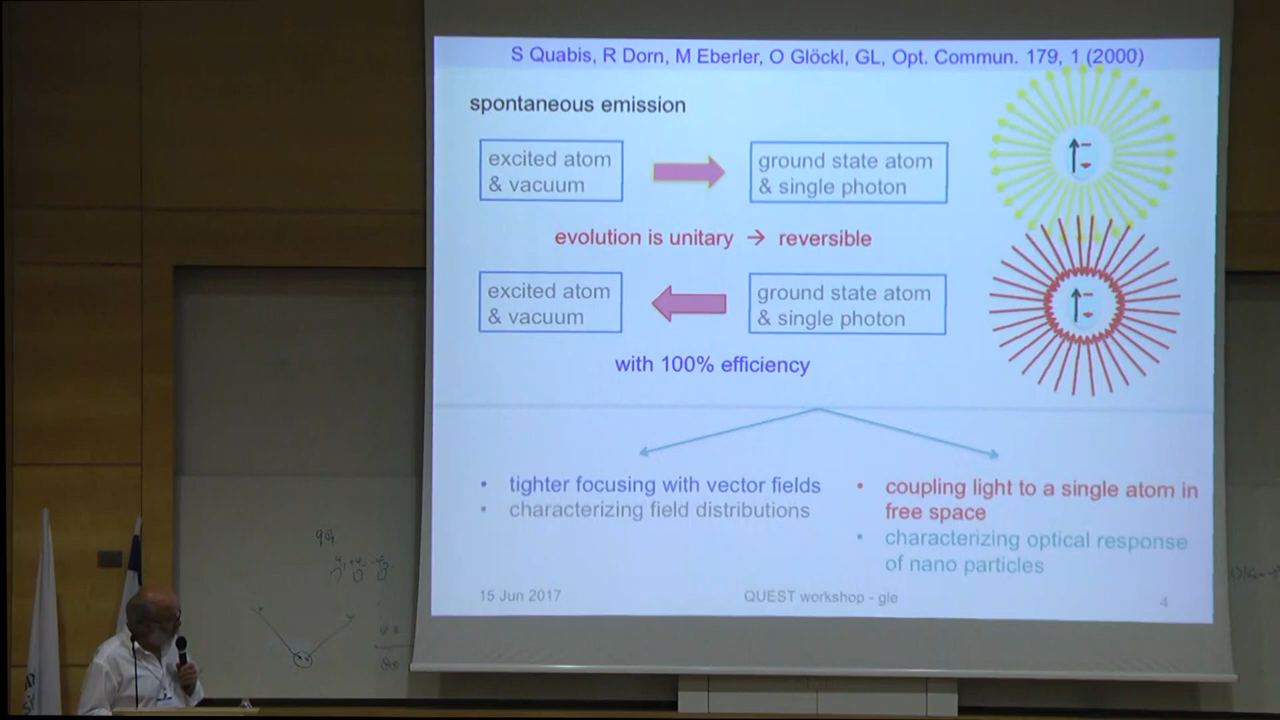 S Quabis, R Dorn, M Eberler, O Glöckl, GL, Opt. Commun. 179, 1 (2000)
spontaneous emission
excited atom
& vacuum
ground state atom
& single photon
evolution is unitary → reversible
excited atom
& vacuum
ground state atom
& single photon
with 100% efficiency
• tighter focusing with vector fields
• characterizing field distributions
• coupling light to a single atom in
free space
• characterizing optical response
of nano particles
15 Jun 2017
QUEST workshop - gle
4